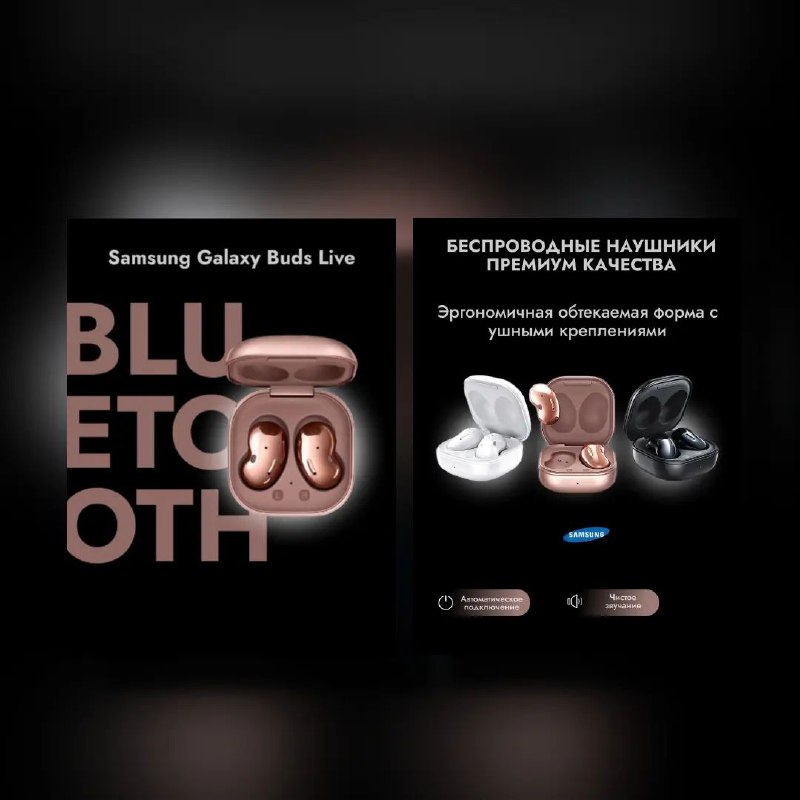 Samsung Galaxy Buds Live
BLU
ETO
OTH
БЕСПРОВОДНЫЕ НАУШНИКИ
ПРЕМИУМ КАЧЕСТВА
Эргономичная обтекаемая форма с
ушными креплениями
SAMSUNG
Автоматическое
подключение
Чистое
звучание